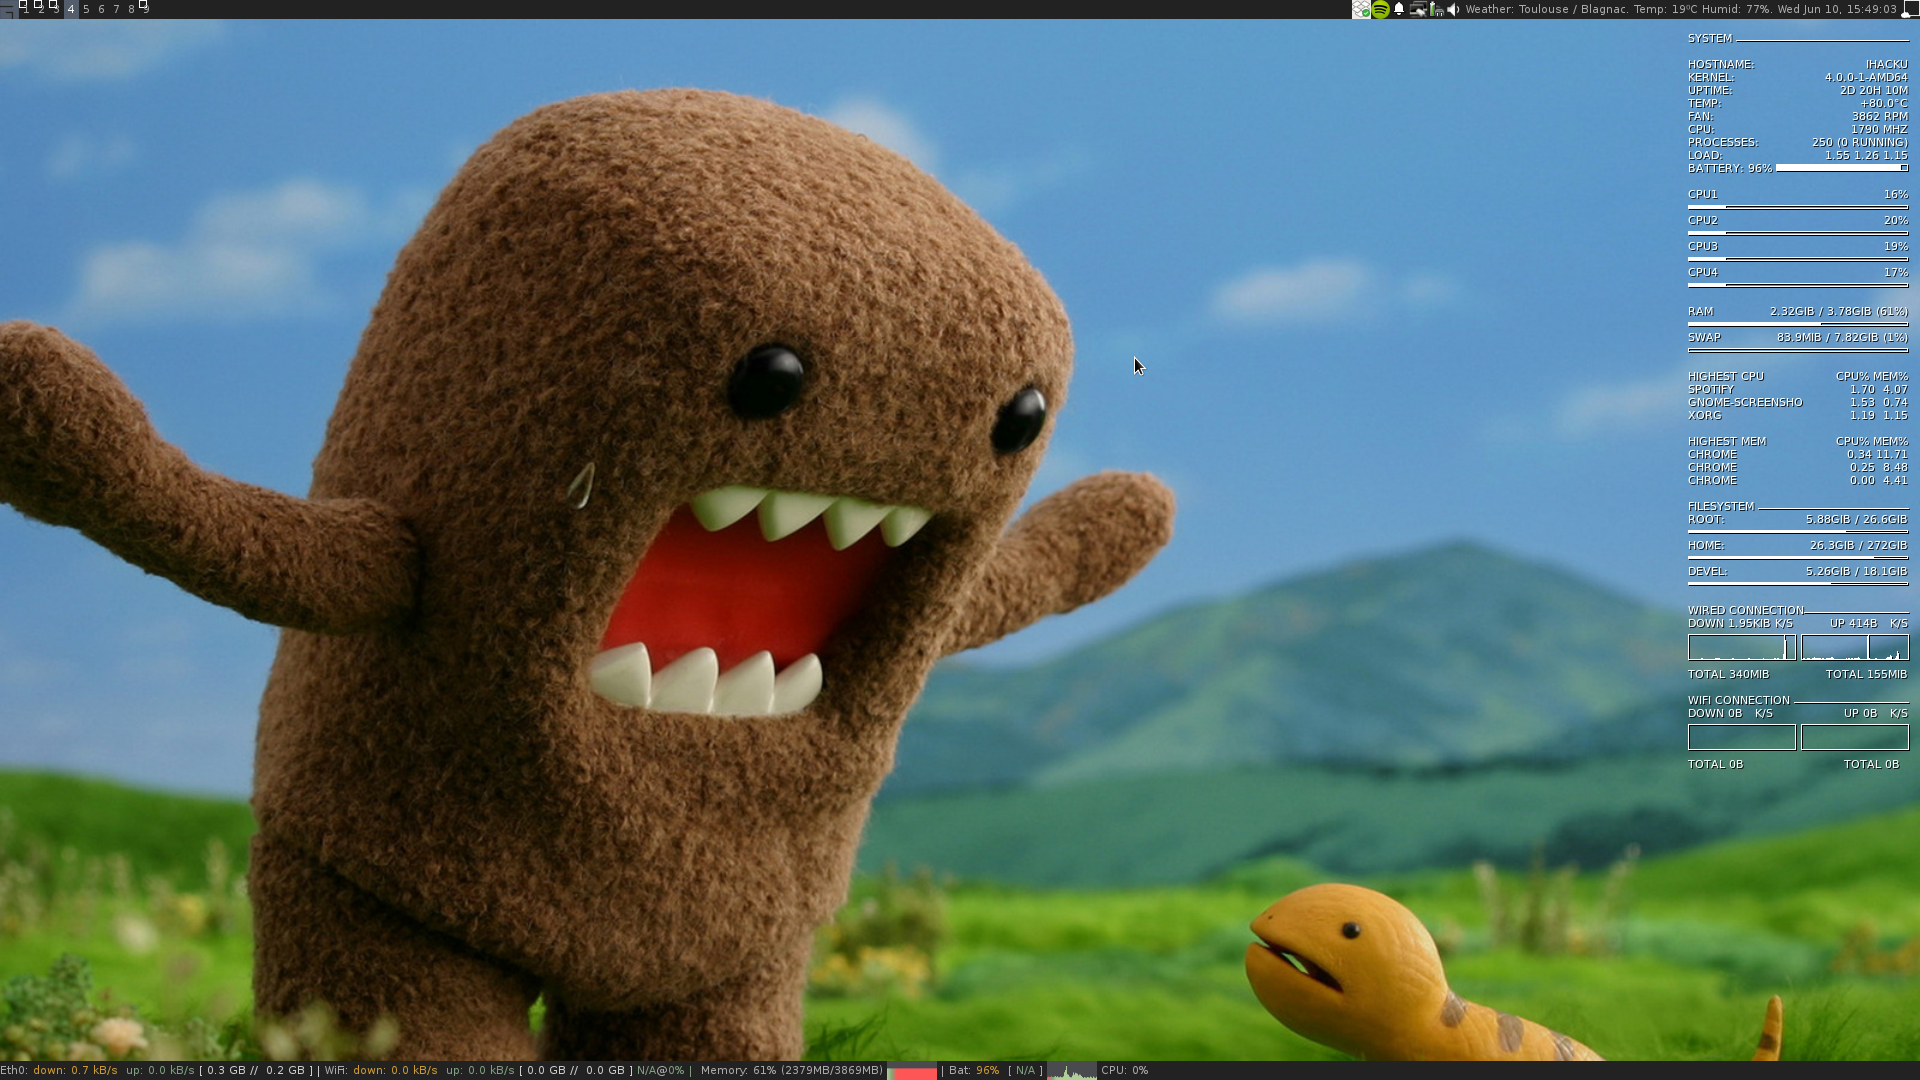 1 2 3 4 5 6 7 8 9
Weather: Toulouse / Blagnac. Temp: 19ºC Humid: 77%. Wed Jun 10, 15:49:03
SYSTEM
HOSTNAME: IHACKU
KERNEL: 4.0.0-1-AMD64
UPTIME: 2D 20H 10M
TEMP: +80.0°C
FAN: 3862 RPM
CPU: 1790 MHZ
PROCESSES: 250 (0 RUNNING)
LOAD: 1.55 1.26 1.15
BATTERY: 96%
CPU1 16%
CPU2 20%
CPU3 19%
CPU4 17%
RAM 2.32GIB / 3.78GIB (61%)
SWAP 83.9MIB / 7.82GIB (1%)
HIGHEST CPU CPU% MEM%
SPOTIFY 1.70 4.07
GNOME-SCREENSHO 1.53 0.74
XORG 1.19 1.15
HIGHEST MEM CPU% MEM%
CHROME 0.34 11.71
CHROME 0.25 8.48
CHROME 0.00 4.41
FILESYSTEM
ROOT: 5.88GIB / 26.6GIB
HOME: 26.3GIB / 272GIB
DEVEL: 5.26GIB / 18.1GIB
WIRED CONNECTION
DOWN 1.95KIB K/S UP 414B K/S
TOTAL 340MIB TOTAL 155MIB
WIFI CONNECTION
DOWN 0B K/S UP 0B K/S
TOTAL 0B TOTAL 0B
Eth0: down: 0.7 kB/s up: 0.0 kB/s [ 0.3 GB // 0.2 GB ] | WiFi: down: 0.0 kB/s up: 0.0 kB/s [ 0.0 GB // 0.0 GB ] N/A@0% | Memory: 61% (2379MB/3869MB) | Bat: 96% [ N/A ] CPU: 0%